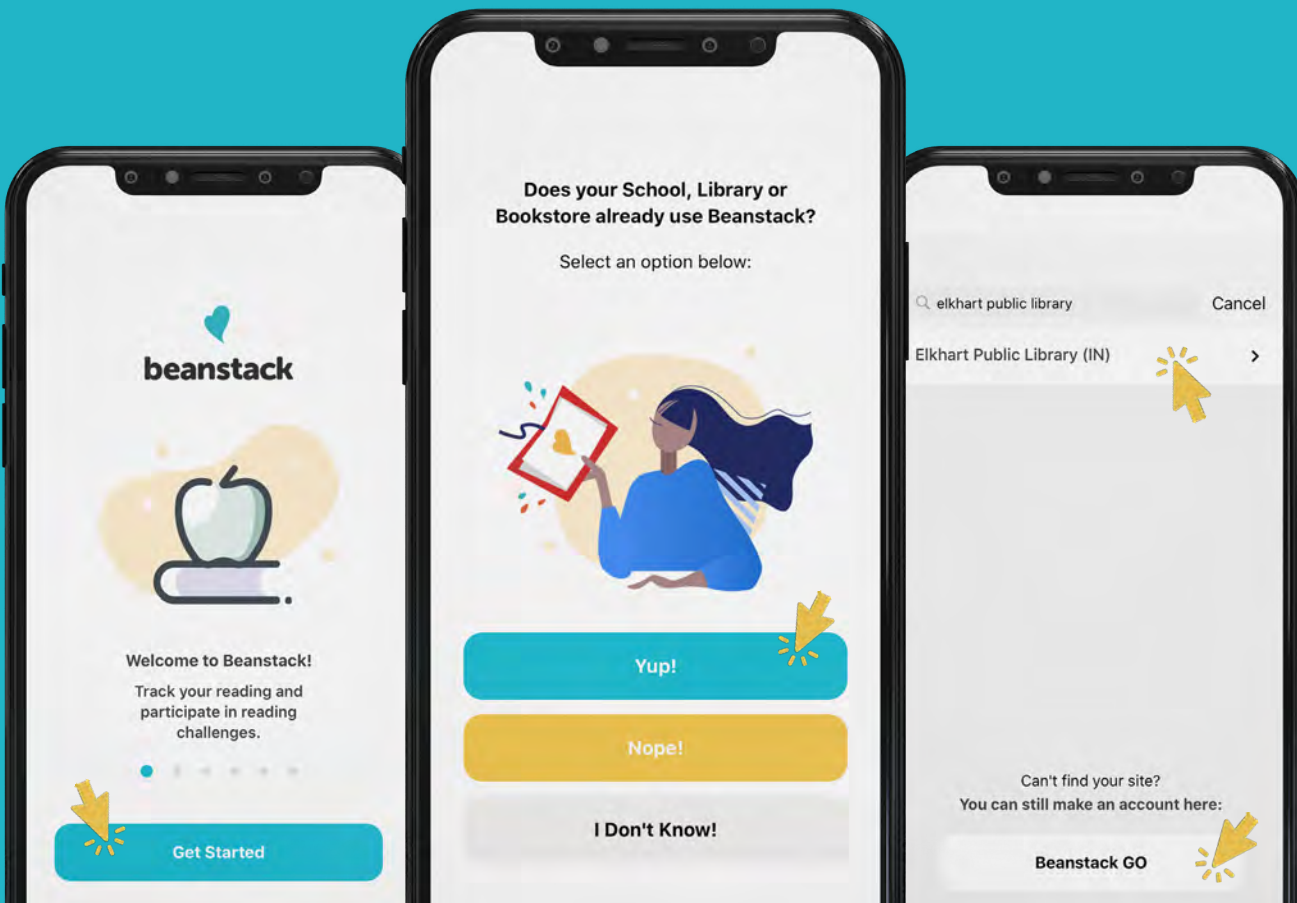 beanstack
Welcome to Beanstack!
Track your reading and
participate in reading
challenges.
Get Started
Does your School, Library or
Bookstore already use Beanstack?
Select an option below:
Yup!
Nope!
I Don't Know!
elkhart public library Cancel
Elkhart Public Library (IN)
Can't find your site?
You can still make an account here:
Beanstack GO